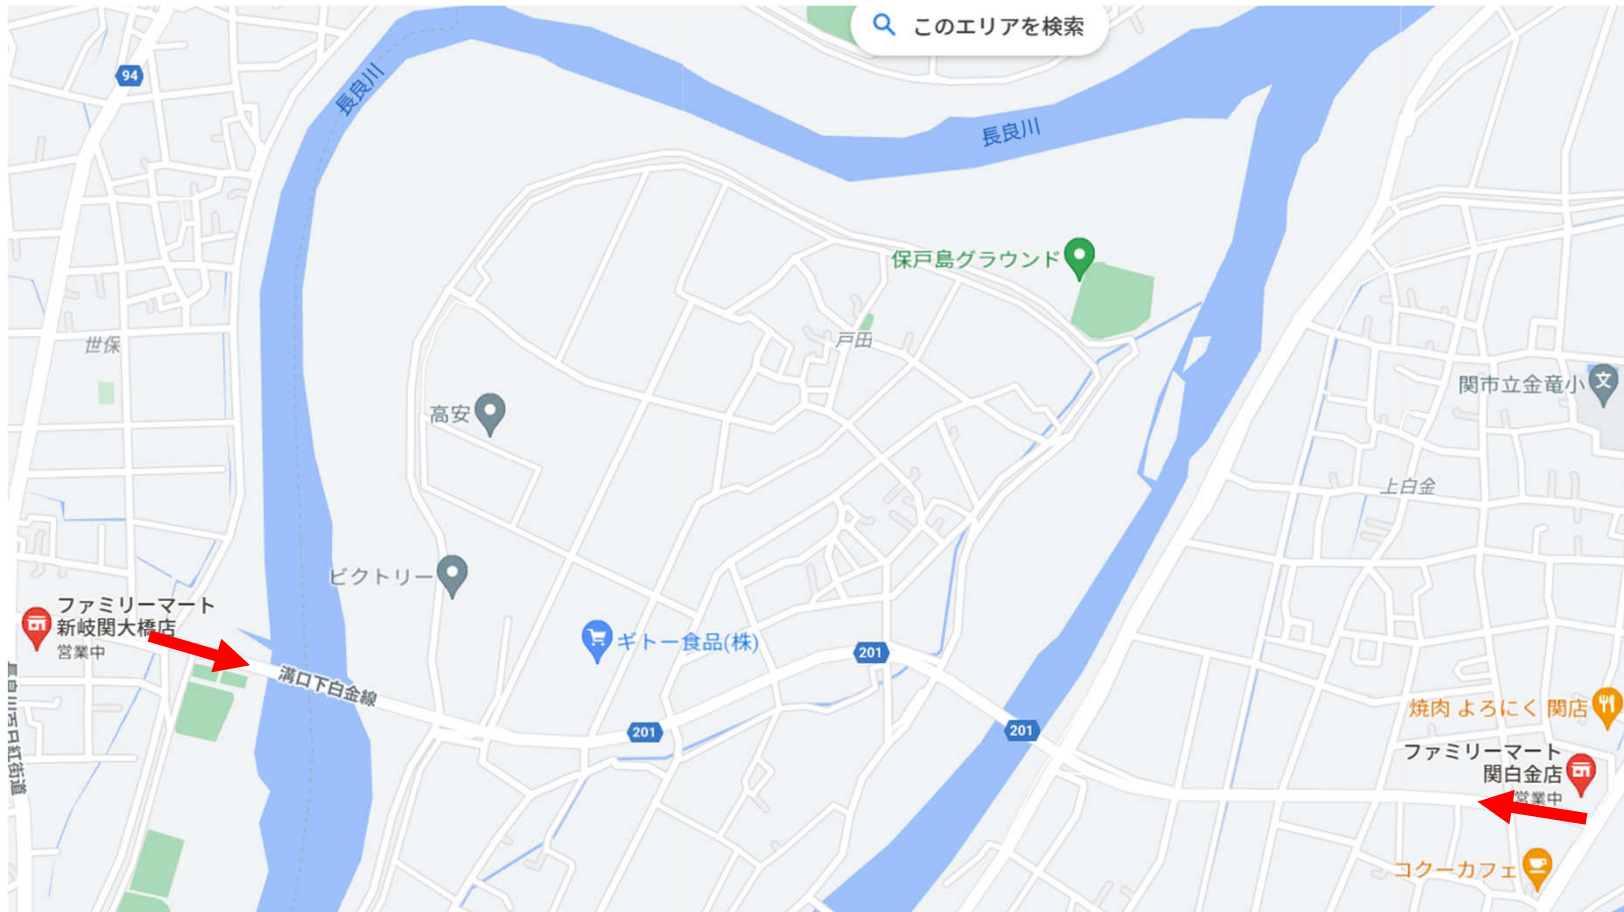 このエリアを検索
94
長良川
長良川
保戸島グラウンド
戸田
世保
関市立金竜小
文
高安
上白金
ビクトリー
ファミリーマート
新岐関大橋店
営業中
ギトー食品(株)
201
溝口下白金線
201
201
焼肉 よろにく 関店
ファミリーマート
関白金店
営業中
コクーカフェ